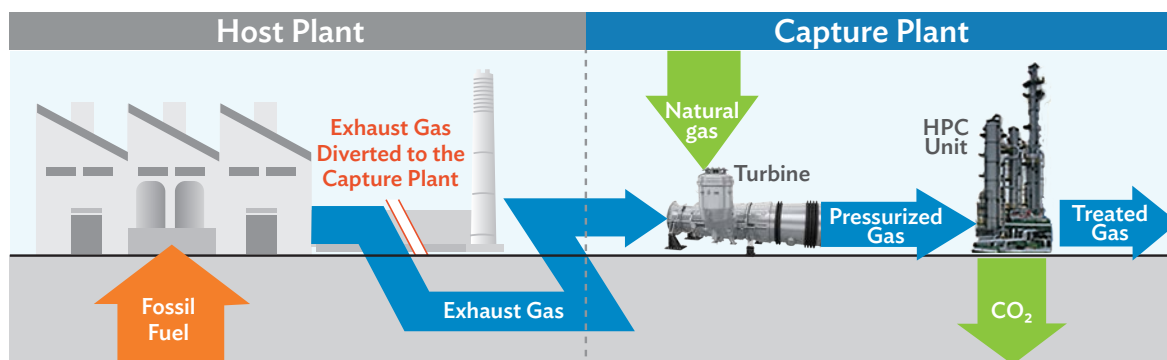 Host Plant
Capture Plant
Exhaust Gas
Diverted to the
Capture Plant
Natural
gas
HPC
Unit
Turbine
Pressurized
Gas
Treated
Gas
Fossil
Fuel
Exhaust Gas
CO₂